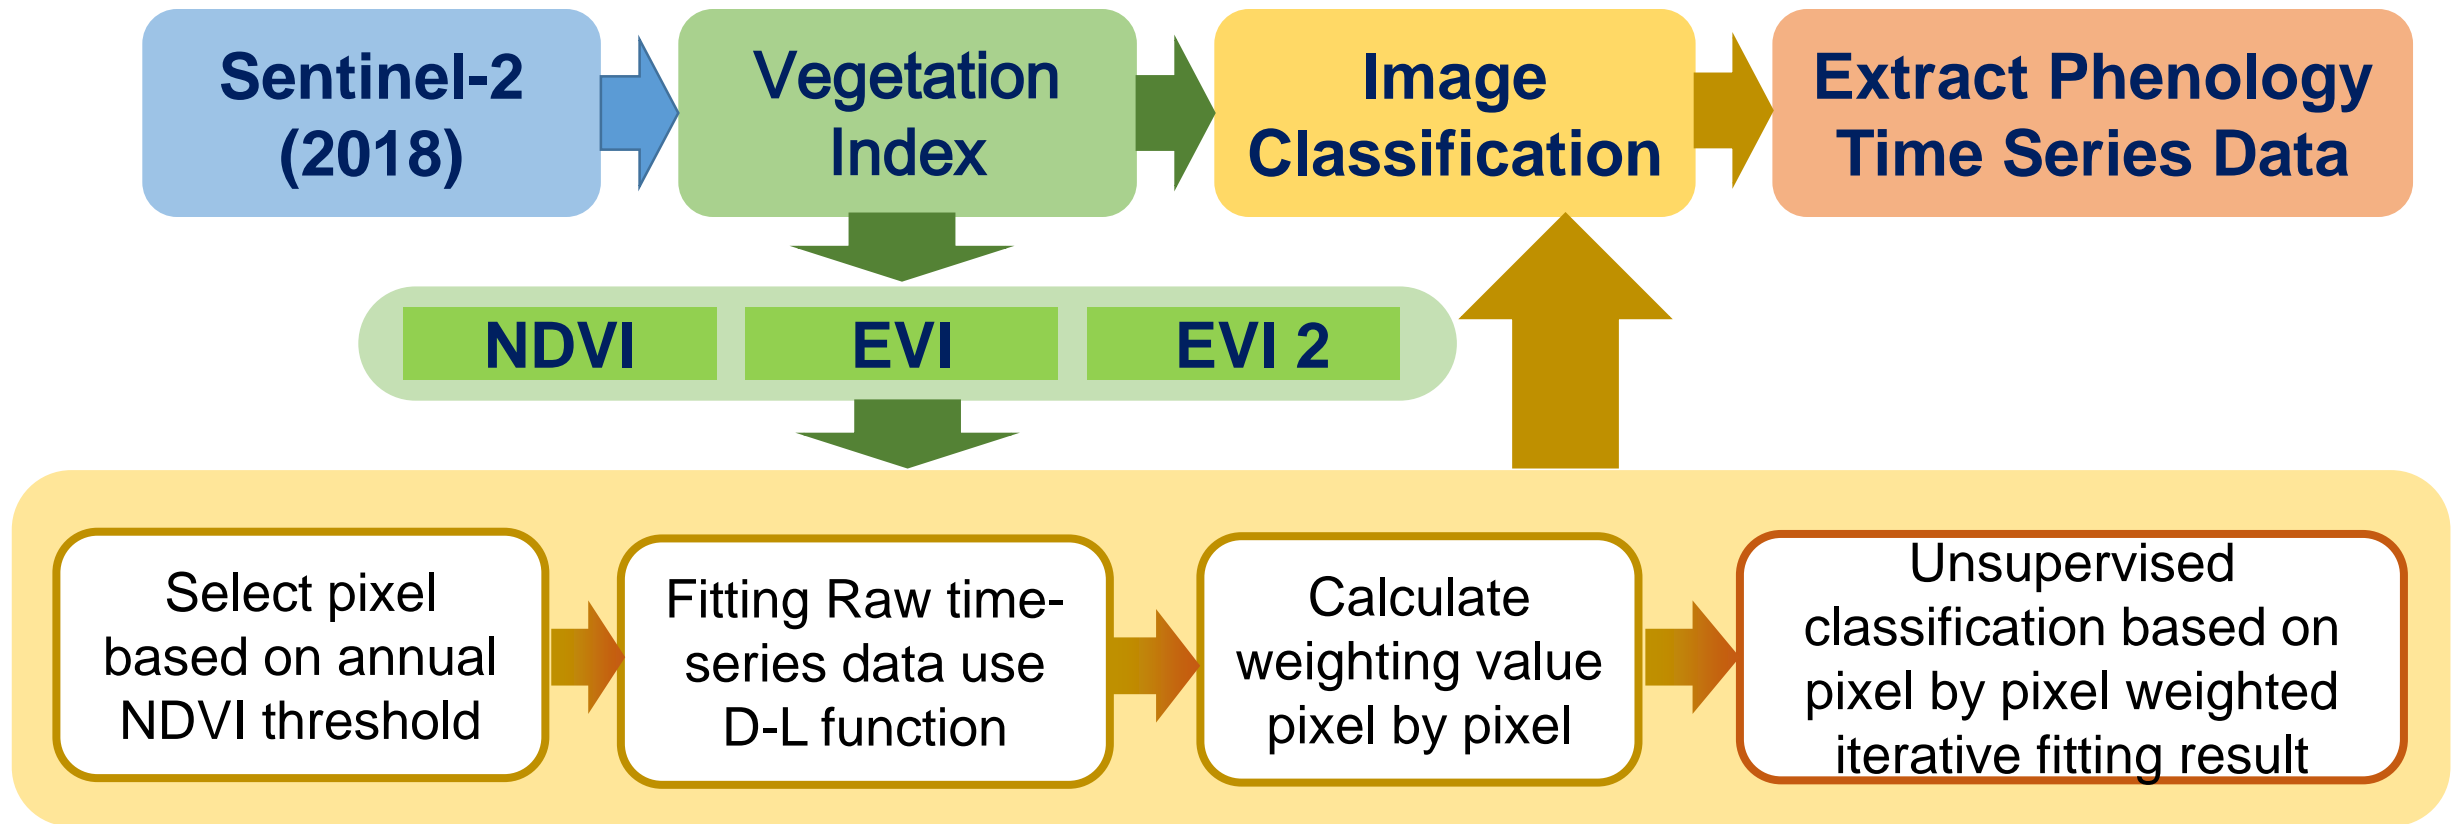 Sentinel-2
(2018)
Vegetation
Index
Image
Classification
Extract Phenology
Time Series Data
NDVI
EVI
EVI 2
Select pixel
based on annual
NDVI threshold
Fitting Raw time-
series data use
D-L function
Calculate
weighting value
pixel by pixel
Unsupervised
classification based on
pixel by pixel weighted
iterative fitting result